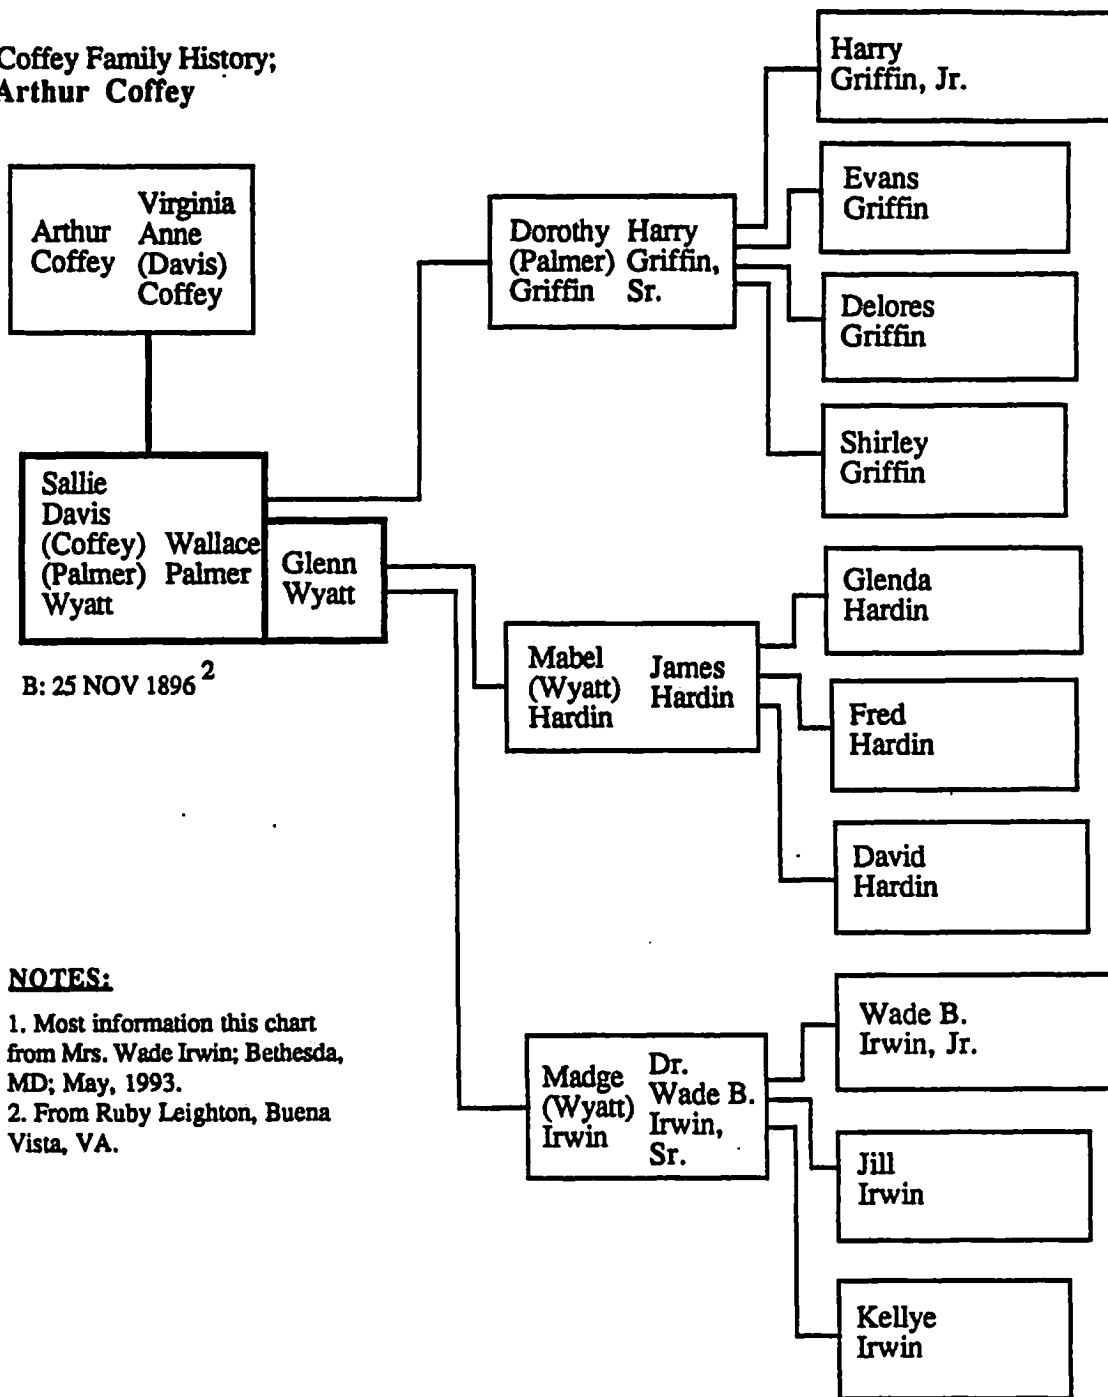 Coffey Family History;
Arthur Coffey
Arthur
Coffey
Virginia
Anne
(Davis)
Coffey
Sallie
Davis
(Coffey)
(Palmer)
Wyatt
Wallace
Palmer
Glenn
Wyatt
B: 25 NOV 1896 2
Dorothy
(Palmer)
Griffin
Harry
Griffin,
Sr.
Harry
Griffin, Jr.
Evans
Griffin
Delores
Griffin
Shirley
Griffin
Mabel
(Wyatt)
Hardin
James
Hardin
Glenda
Hardin
Fred
Hardin
David
Hardin
Madge
(Wyatt)
Irwin
Dr.
Wade B.
Irwin,
Sr.
Wade B.
Irwin, Jr.
Jill
Irwin
Kellye
Irwin
NOTES:
1. Most information this chart
from Mrs. Wade Irwin; Bethesda,
MD; May, 1993.
2. From Ruby Leighton, Buena
Vista, VA.